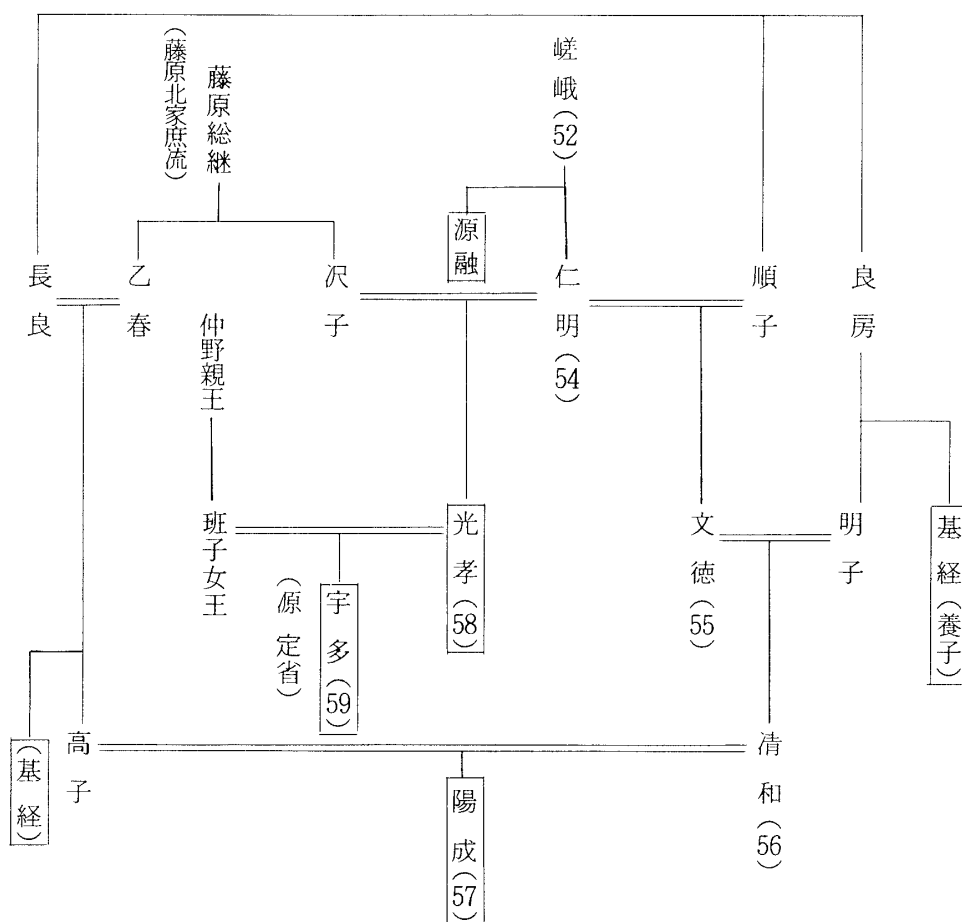 嵯峨(52)
藤原総継
(藤原北家庶流)
源融
良房
順子
仁明(54)
沢子
乙春
長良
仲野親王
基経(養子)
明子
文徳(55)
光孝(58)
班子女王
宇多(59)
(源定省)
清和(56)
高子
(基経)
陽成(57)